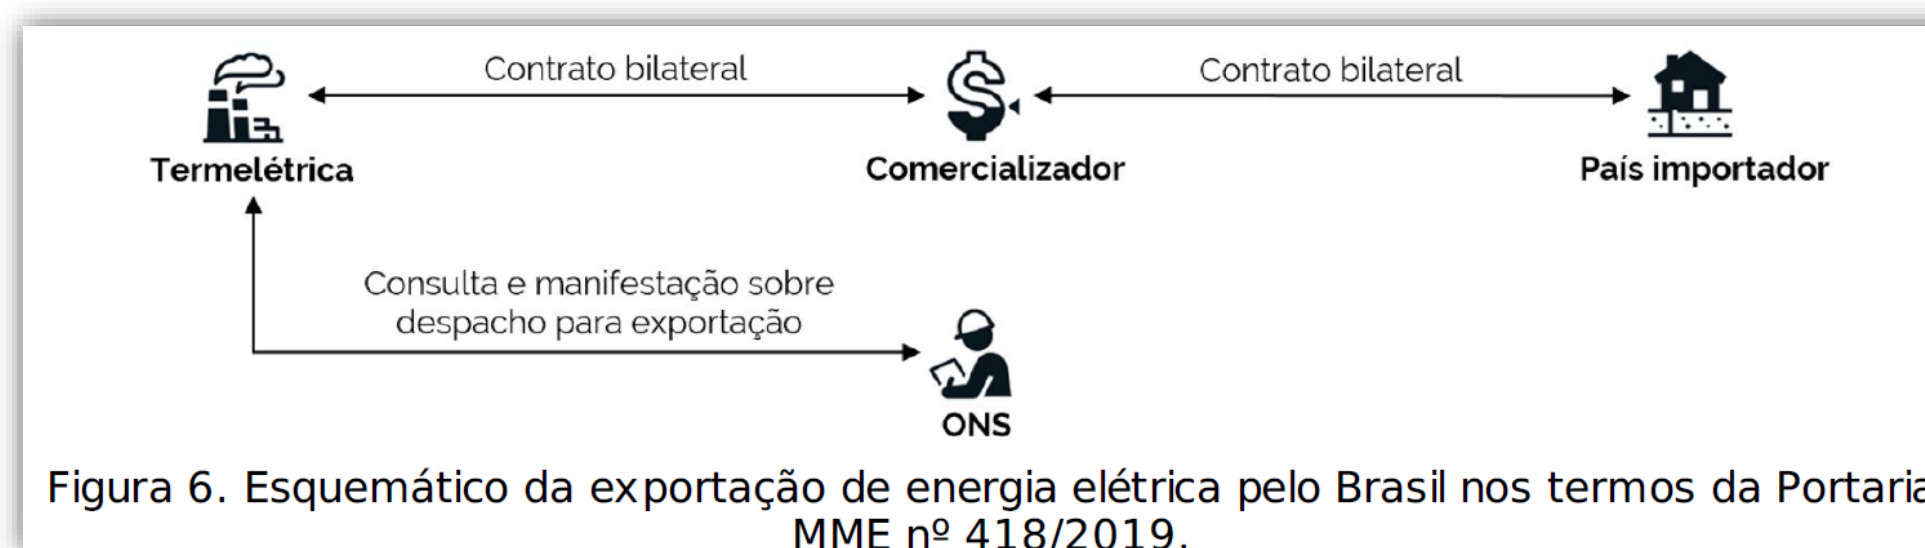 Contrato bilateral
Contrato bilateral
Termelétrica
Comercializador
País importador
Consulta e manifestação sobre
despacho para exportação
ONS
Figura 6. Esquemático da exportação de energia elétrica pelo Brasil nos termos da Portaria
MME nº 418/2019.